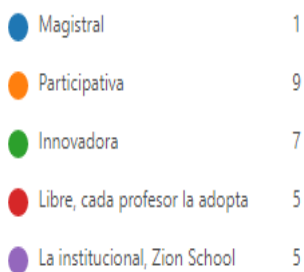 Magistral 1
Participativa 9
Innovadora 7
Libre, cada profesor la adopta 5
La institucional, Zion School 5